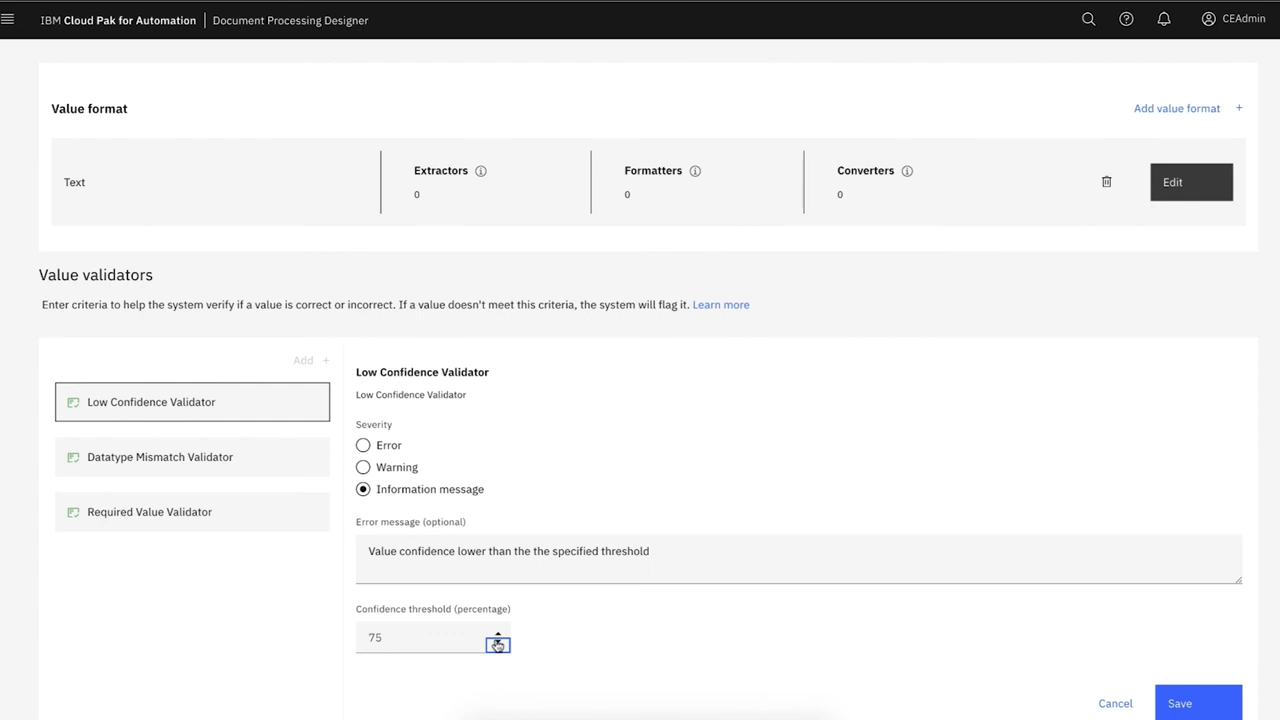 IBM Cloud Pak for Automation Document Processing Designer CEAdmin
Value format Add value format +
Text
Extractors
0
Formatters
0
Converters
0
Edit
Value validators
Enter criteria to help the system verify if a value is correct or incorrect. If a value doesn't meet this criteria, the system will flag it. Learn more
Add +
Low Confidence Validator
Datatype Mismatch Validator
Required Value Validator
Low Confidence Validator
Low Confidence Validator
Severity
Error
Warning
Information message
Error message (optional)
Value confidence lower than the the specified threshold
Confidence threshold (percentage)
75
Cancel Save